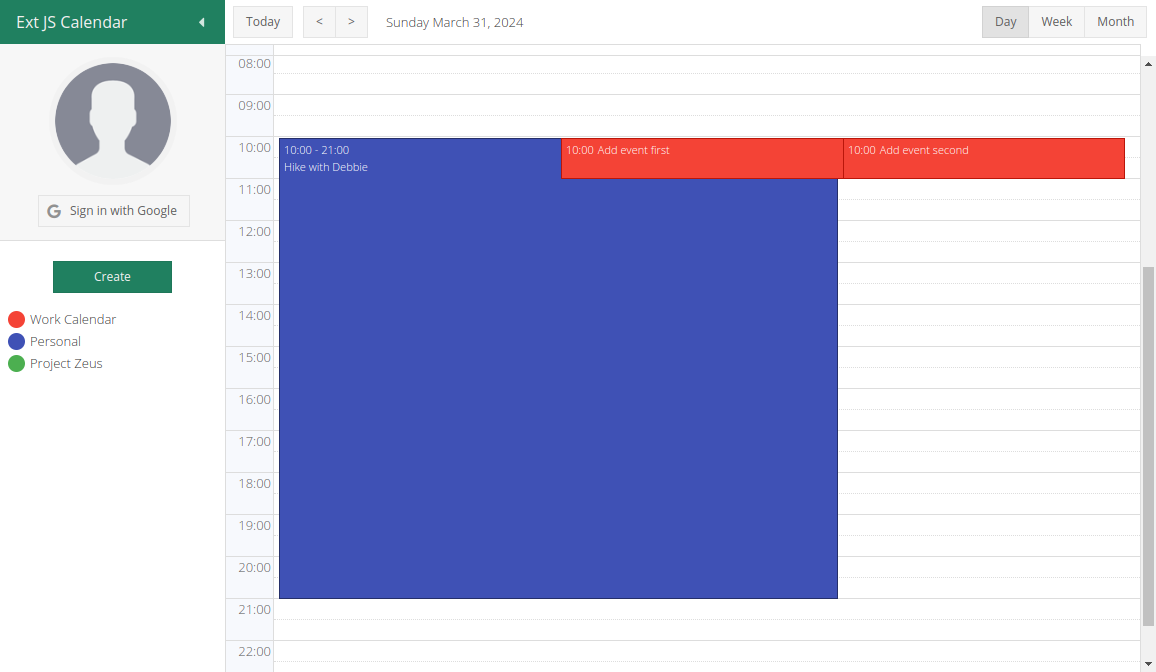 Ext JS Calendar
Today < > Sunday March 31, 2024 Day Week Month
Sign in with Google
Create
Work Calendar
Personal
Project Zeus
08:00
09:00
10:00
10:00 - 21:00
Hike with Debbie
10:00 Add event first
10:00 Add event second
11:00
12:00
13:00
14:00
15:00
16:00
17:00
18:00
19:00
20:00
21:00
22:00